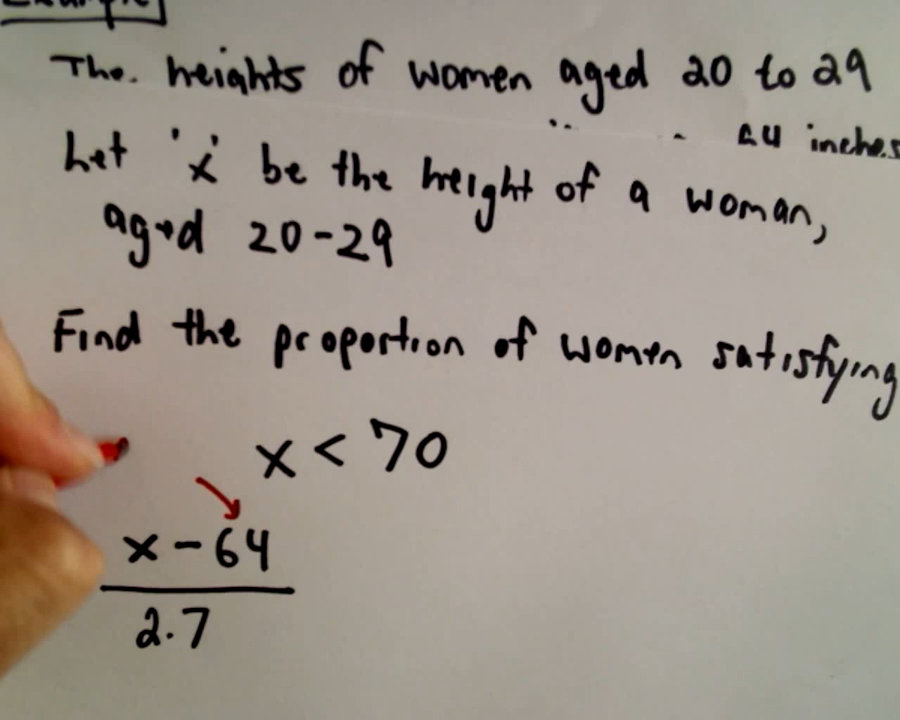 The heights of women aged 20 to 29
64 inches
Let 'x' be the height of a woman,
aged 20-29
Find the proportion of women satisfying
x < 70
x - 64
2.7